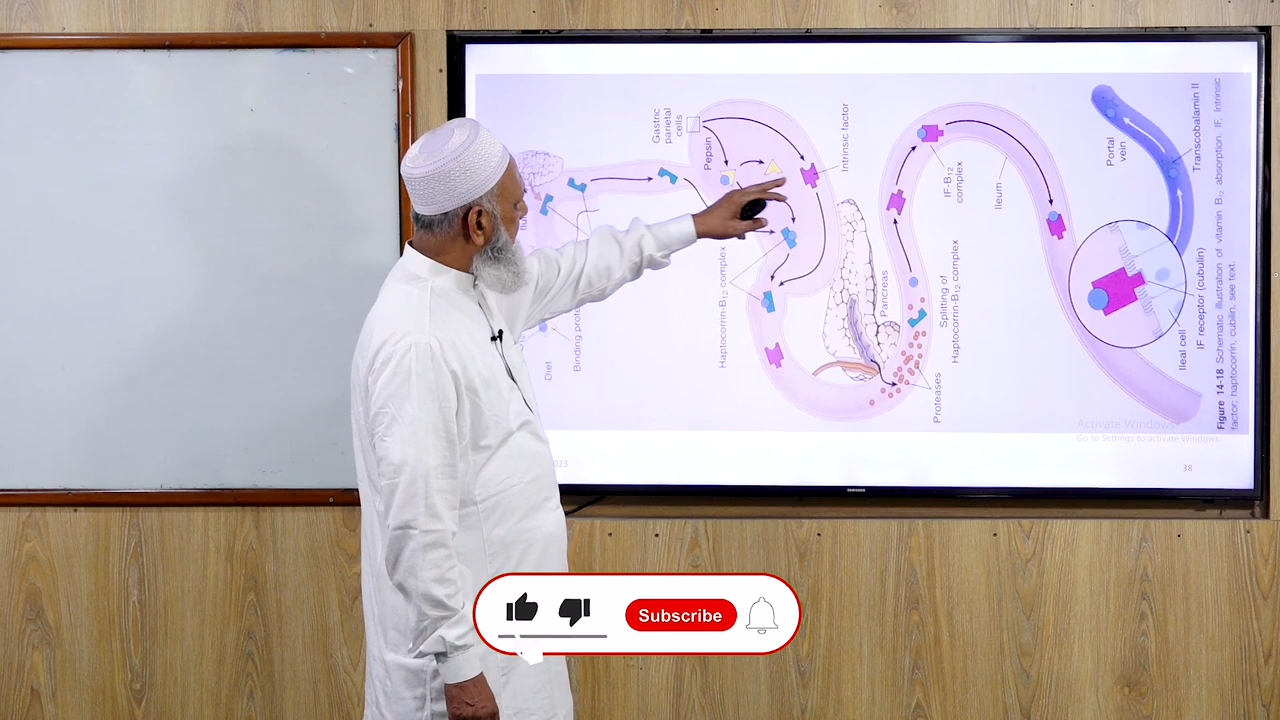 Gastric
parietal
cells
Pepsin
Intrinsic factor
Haptocorrin-B12 complex
Diet
Pancreas
Splitting of
Haptocorrin-B12 complex
Proteases
IF-B12
complex
Ileum
Portal
vein
Transcobalamin II
Ileal cell
IF receptor (cubulin)
Figure 14-18 Schematic illustration of vitamin B12 absorption. IF, Intrinsic
factor; haptocorrin, cubilin, see text.
Activate Windows
Go to Settings to activate Windows.
023
38
SAMSUNG
Subscribe